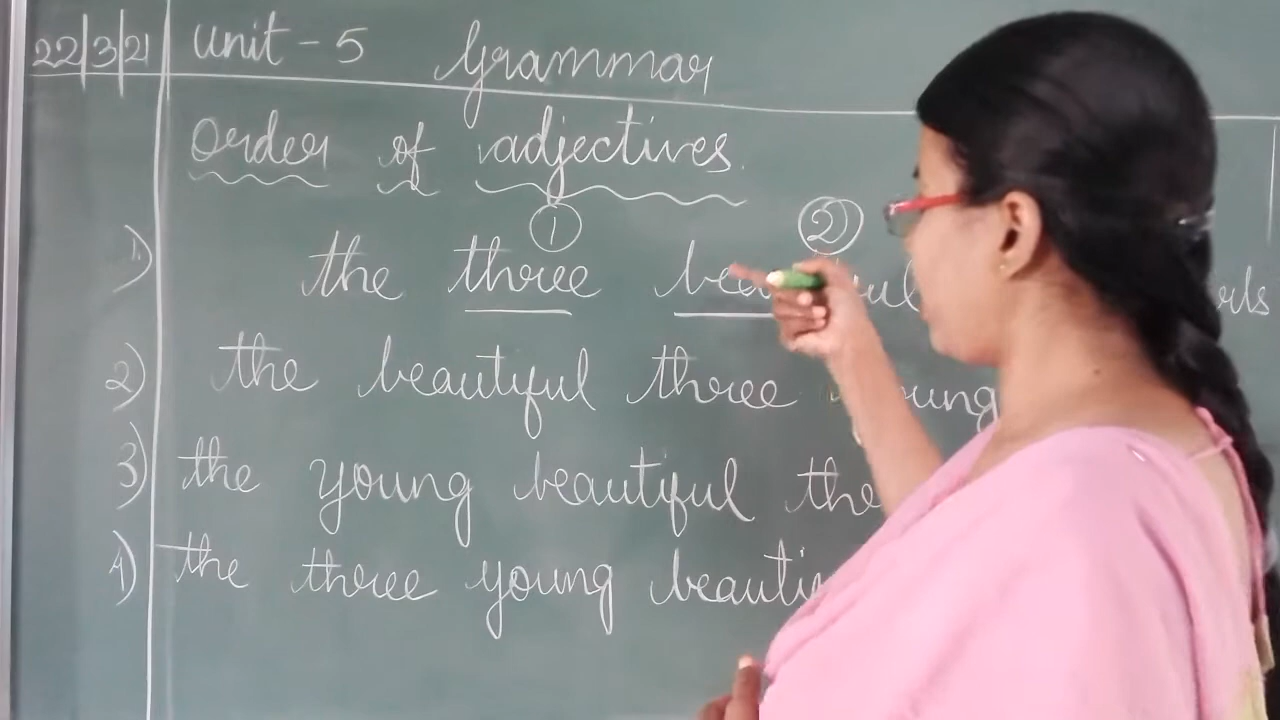 22/3/21 Unit - 5 Grammar
Order of adjectives.
1 2
1) the three
2) the beautiful three young
3) the young beautiful
4) the three young